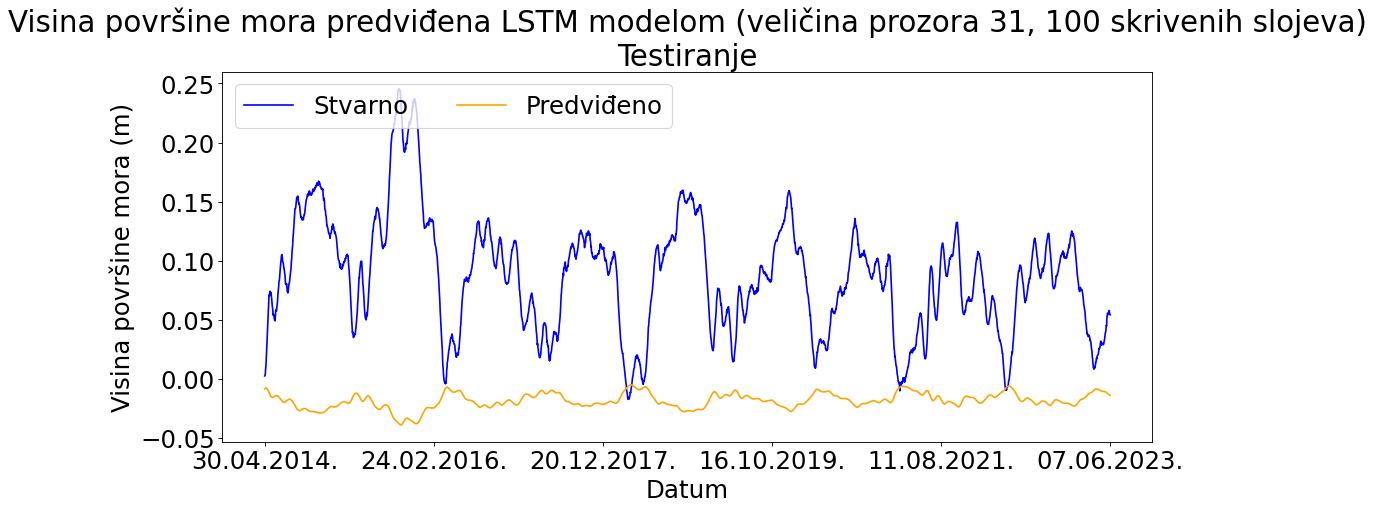 Visina površine mora predviđena LSTM modelom (veličina prozora 31, 100 skrivenih slojeva)
Testiranje
Stvarno
Predviđeno
Visina površine mora (m)
0.25
0.20
0.15
0.10
0.05
0.00
−0.05
30.04.2014.
24.02.2016.
20.12.2017.
16.10.2019.
11.08.2021.
07.06.2023.
Datum